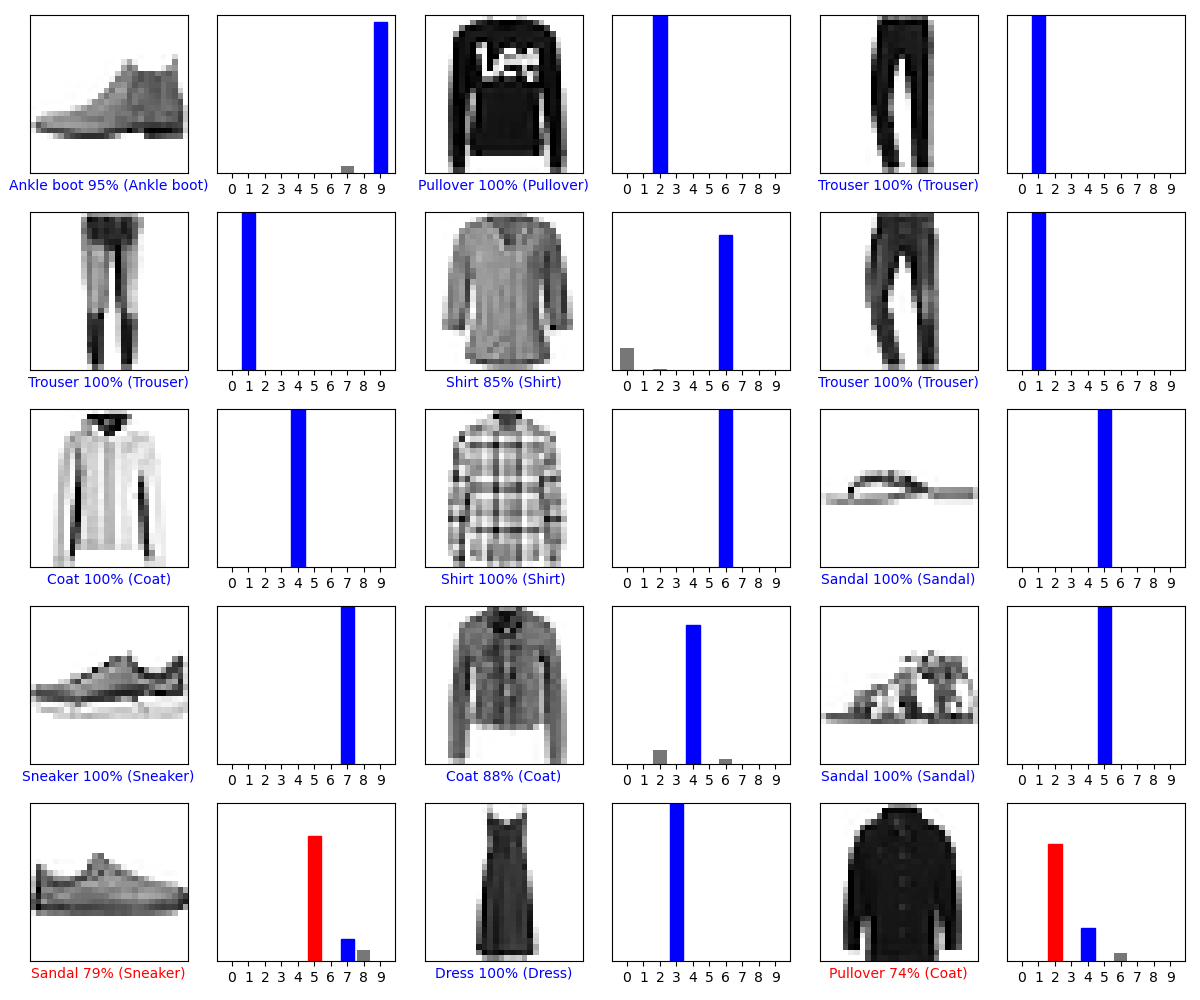 Lee
0 1 2 3 4 5 6 7 8 9 0 1 2 3 4 5 6 7 8 9 0 1 2 3 4 5 6 7 8 9
Ankle boot 95% (Ankle boot) Pullover 100% (Pullover) Trouser 100% (Trouser)
0 1 2 3 4 5 6 7 8 9 0 1 2 3 4 5 6 7 8 9 0 1 2 3 4 5 6 7 8 9
Trouser 100% (Trouser) Shirt 85% (Shirt) Trouser 100% (Trouser)
0 1 2 3 4 5 6 7 8 9 0 1 2 3 4 5 6 7 8 9 0 1 2 3 4 5 6 7 8 9
Coat 100% (Coat) Shirt 100% (Shirt) Sandal 100% (Sandal)
0 1 2 3 4 5 6 7 8 9 0 1 2 3 4 5 6 7 8 9 0 1 2 3 4 5 6 7 8 9
Sneaker 100% (Sneaker) Coat 88% (Coat) Sandal 100% (Sandal)
0 1 2 3 4 5 6 7 8 9 0 1 2 3 4 5 6 7 8 9 0 1 2 3 4 5 6 7 8 9
Sandal 79% (Sneaker) Dress 100% (Dress) Pullover 74% (Coat)